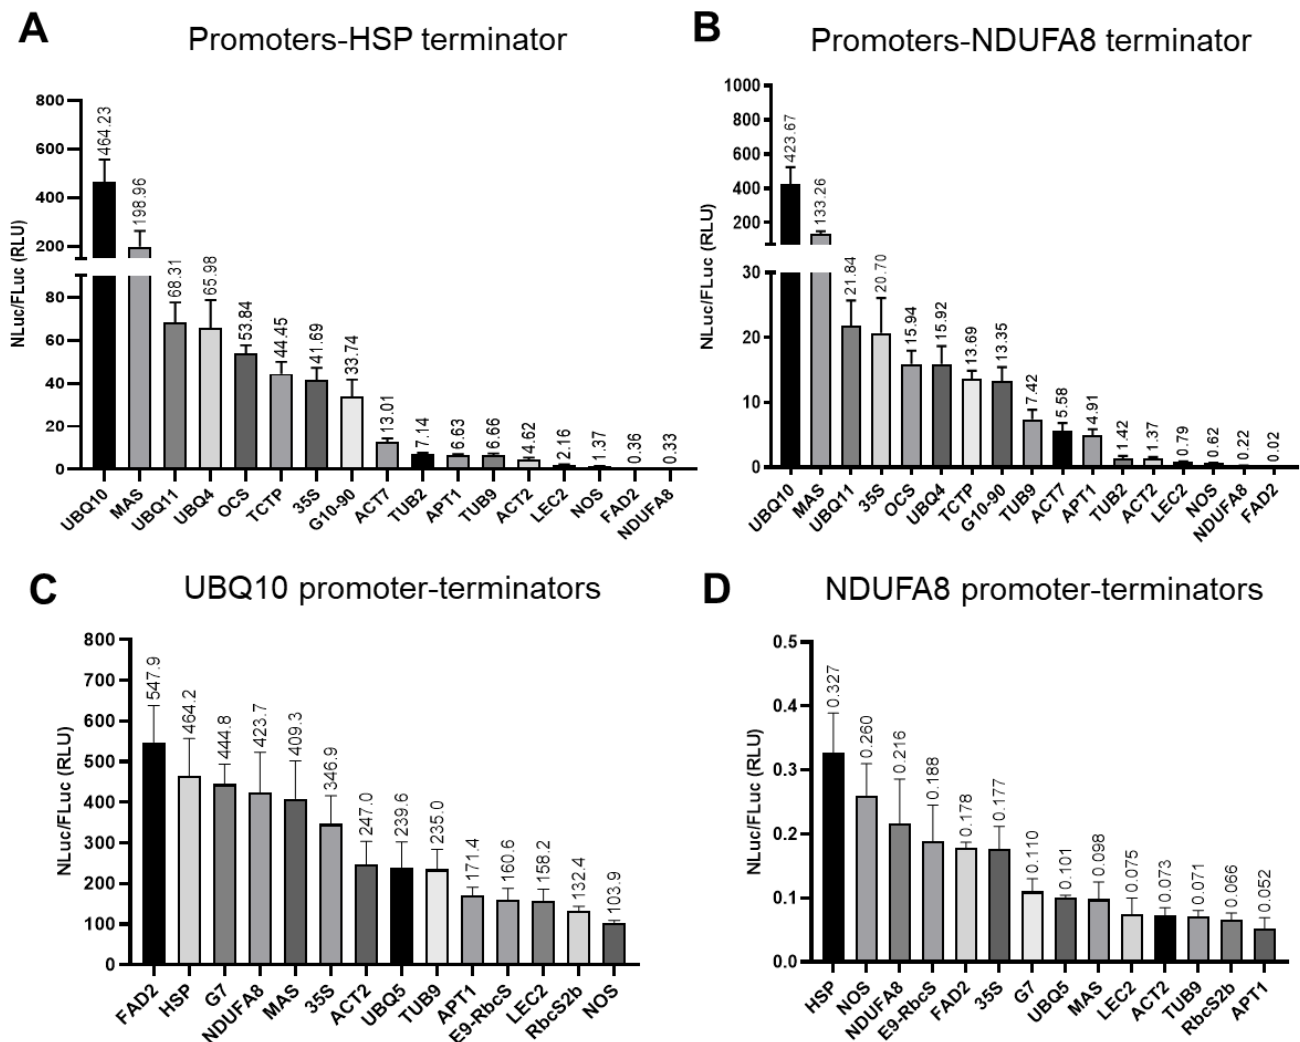 A
Promoters-HSP terminator
NLuc/FLuc (RLU)
800
600
400
200
80
60
40
20
0
464.23
198.96
68.31
65.98
53.84
44.45
41.69
33.74
13.01
7.14
6.63
6.66
4.62
2.16
1.37
0.36
0.33
UBQ10
MAS
UBQ11
UBQ4
OCS
TCTP
35S
G10-90
ACT7
TUB2
APT1
TUB9
ACT2
LEC2
NOS
FAD2
NDUFA8
B
Promoters-NDUFA8 terminator
NLuc/FLuc (RLU)
1000
800
600
400
200
30
20
10
0
423.67
133.26
21.84
20.70
15.94
15.92
13.69
13.35
7.42
5.58
4.91
1.42
1.37
0.79
0.62
0.22
0.02
UBQ10
MAS
UBQ11
35S
OCS
UBQ4
TCTP
G10-90
TUB9
ACT7
APT1
TUB2
ACT2
LEC2
NOS
NDUFA8
FAD2
C
UBQ10 promoter-terminators
NLuc/FLuc (RLU)
800
700
600
500
400
300
200
100
0
547.9
464.2
444.8
423.7
409.3
346.9
247.0
239.6
235.0
171.4
160.6
158.2
132.4
103.9
FAD2
HSP
G7
NDUFA8
MAS
35S
ACT2
UBQ5
TUB9
APT1
E9-RbcS
LEC2
RbcS2b
NOS
D
NDUFA8 promoter-terminators
NLuc/FLuc (RLU)
0.5
0.4
0.3
0.2
0.1
0.0
0.327
0.260
0.216
0.188
0.178
0.177
0.110
0.101
0.098
0.075
0.073
0.071
0.066
0.052
HSP
NOS
NDUFA8
E9-RbcS
FAD2
35S
G7
UBQ5
MAS
LEC2
ACT2
TUB9
RbcS2b
APT1